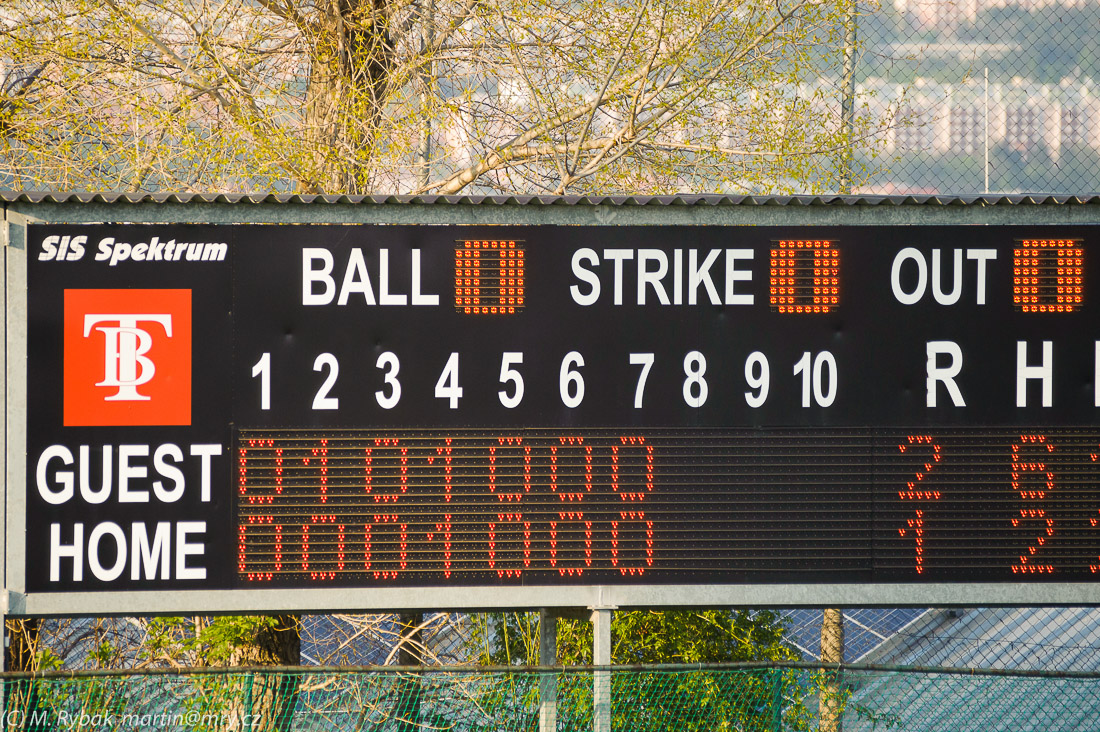 SIS Spektrum
BALL 0 STRIKE 0 OUT 0
TB
1 2 3 4 5 6 7 8 9 10 R H
GUEST 0 1 0 1 0 0 0 2 6
HOME 0 0 0 1 0 0 0 1 2
(C) M. Rybak martin@mry.cz